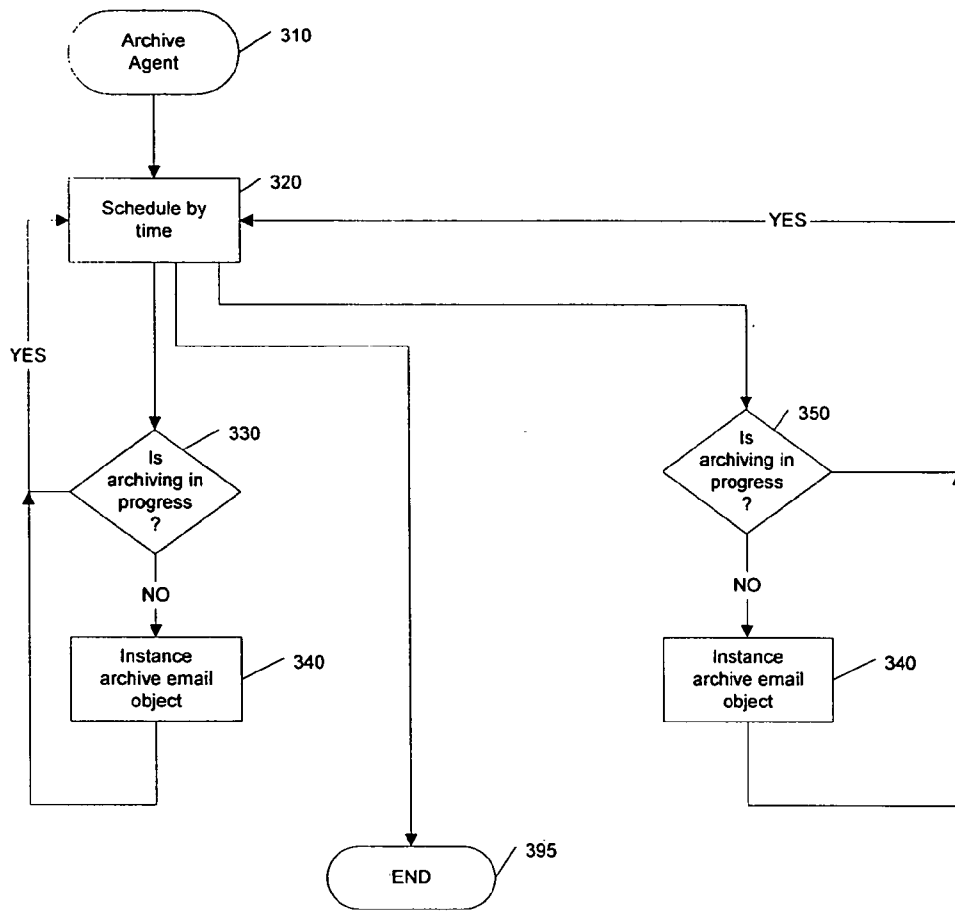 Archive
Agent
310
320
Schedule by
time
YES
YES
330
Is
archiving in
progress
?
350
Is
archiving in
progress
?
NO
NO
Instance
archive email
object
340
Instance
archive email
object
340
END
395